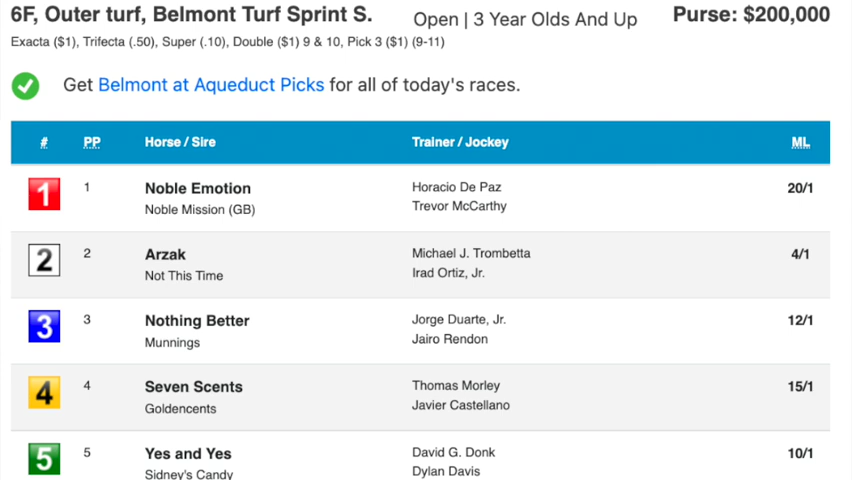 6F, Outer turf, Belmont Turf Sprint S. Open | 3 Year Olds And Up Purse: $200,000
Exacta ($1), Trifecta (.50), Super (.10), Double ($1) 9 & 10, Pick 3 ($1) (9-11)
Get Belmont at Aqueduct Picks for all of today's races.
# PP Horse / Sire Trainer / Jockey ML
1 1 Noble Emotion Horacio De Paz 20/1
Noble Mission (GB) Trevor McCarthy
2 2 Arzak Michael J. Trombetta 4/1
Not This Time Irad Ortiz, Jr.
3 3 Nothing Better Jorge Duarte, Jr. 12/1
Munnings Jairo Rendon
4 4 Seven Scents Thomas Morley 15/1
Goldencents Javier Castellano
5 5 Yes and Yes David G. Donk 10/1
Sidney's Candy Dylan Davis